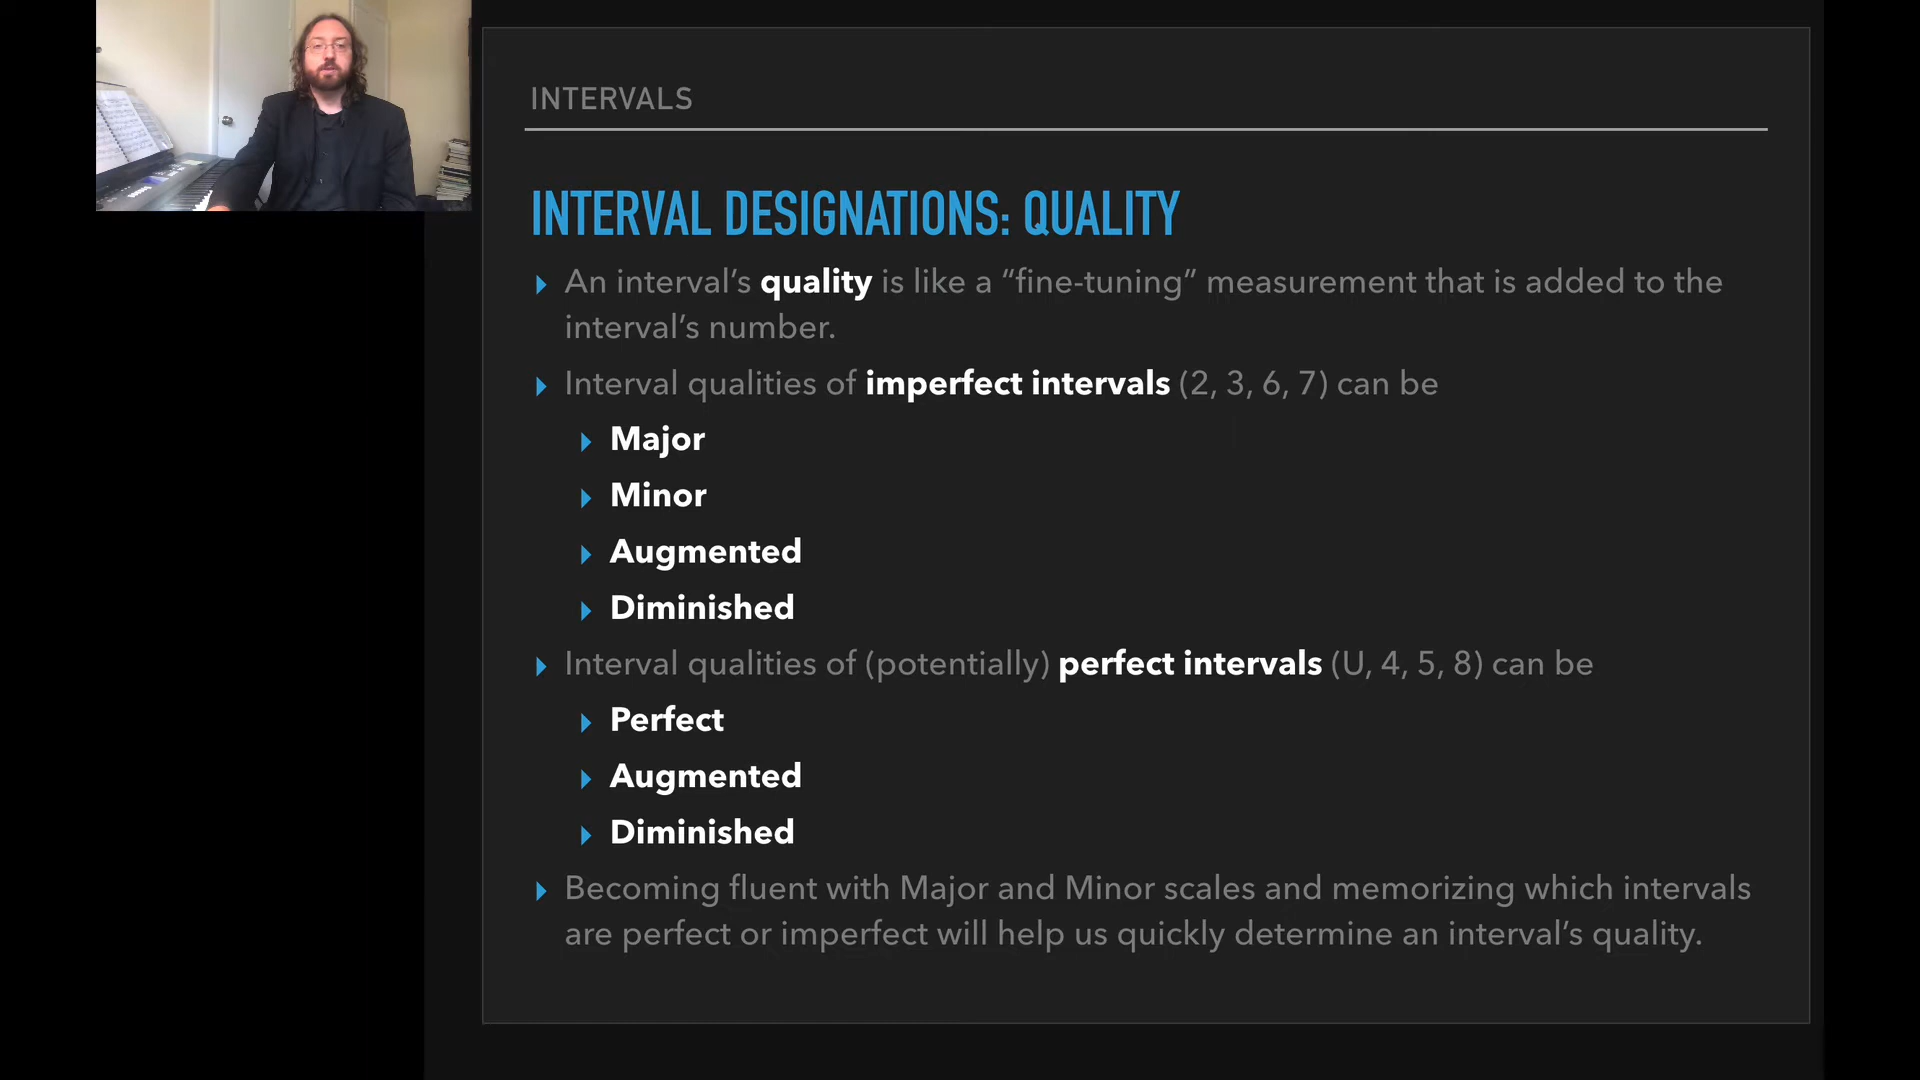 INTERVALS
INTERVAL DESIGNATIONS: QUALITY
An interval’s quality is like a “fine-tuning” measurement that is added to the
interval’s number.
Interval qualities of imperfect intervals (2, 3, 6, 7) can be
Major
Minor
Augmented
Diminished
Interval qualities of (potentially) perfect intervals (U, 4, 5, 8) can be
Perfect
Augmented
Diminished
Becoming fluent with Major and Minor scales and memorizing which intervals
are perfect or imperfect will help us quickly determine an interval’s quality.